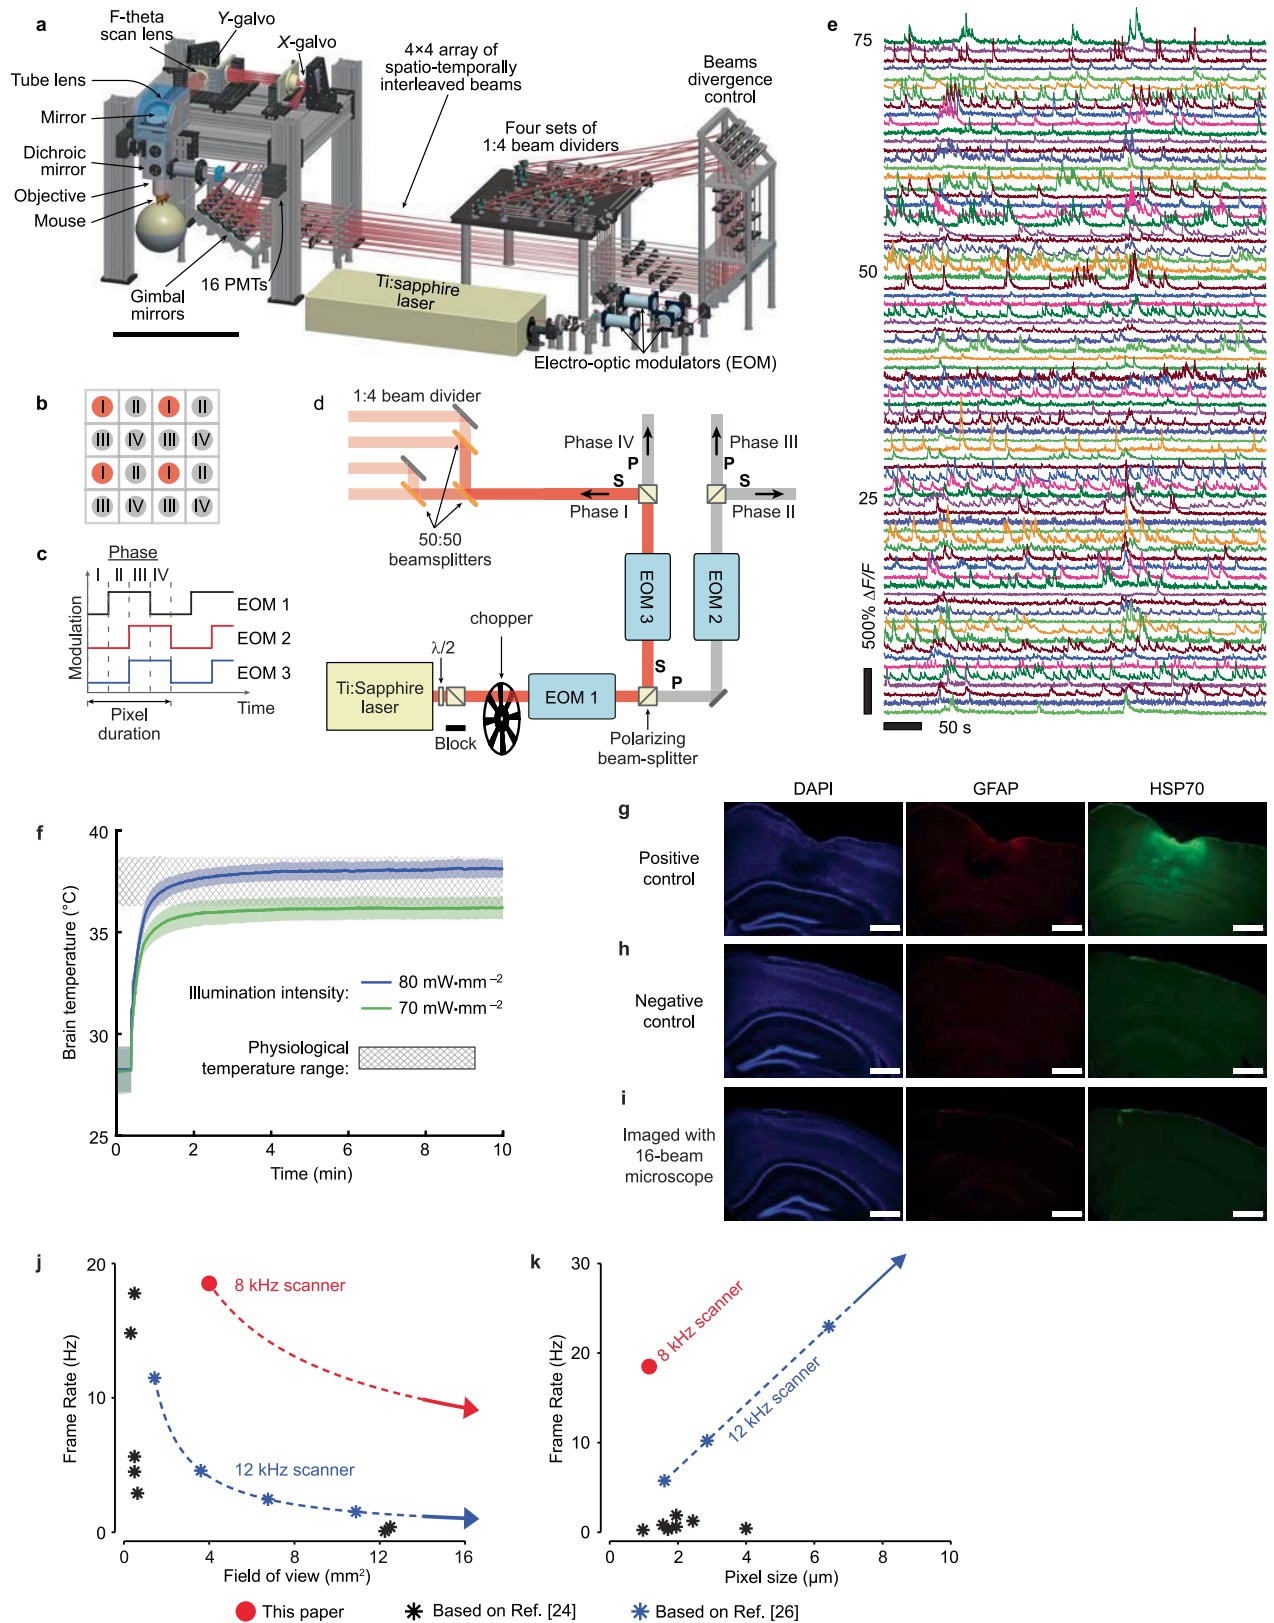 a
F-theta
scan lens
Y-galvo
X-galvo
Tube lens
Mirror
Dichroic
mirror
Objective
Mouse
Gimbal
mirrors
16 PMTs
4×4 array of
spatio-temporally
interleaved beams
Four sets of
1:4 beam dividers
Beams
divergence
control
Ti:sapphire
laser
Electro-optic modulators (EOM)
b
I II I II
III IV III IV
I II I II
III IV III IV
c
Phase
I II III IV
Modulation
EOM 1
EOM 2
EOM 3
Time
Pixel
duration
d
1:4 beam divider
50:50
beamsplitters
Phase IV
P
S
Phase I
Phase III
P
S
Phase II
EOM 3
EOM 2
S
P
chopper
λ/2
Ti:Sapphire
laser
EOM 1
Block
Polarizing
beam-splitter
e
75
50
25
500% ΔF/F
50 s
f
Brain temperature (°C)
40
35
30
25
Illumination intensity:
80 mW·mm⁻²
70 mW·mm⁻²
Physiological
temperature range:
0 2 4 6 8 10
Time (min)
DAPI GFAP HSP70
g
Positive
control
h
Negative
control
i
Imaged with
16-beam
microscope
j
Frame Rate (Hz)
20
10
0
8 kHz scanner
12 kHz scanner
0 4 8 12 16
Field of view (mm²)
k
Frame Rate (Hz)
30
20
10
0
8 kHz scanner
12 kHz scanner
0 2 4 6 8 10
Pixel size (µm)
This paper
Based on Ref. [24]
Based on Ref. [26]